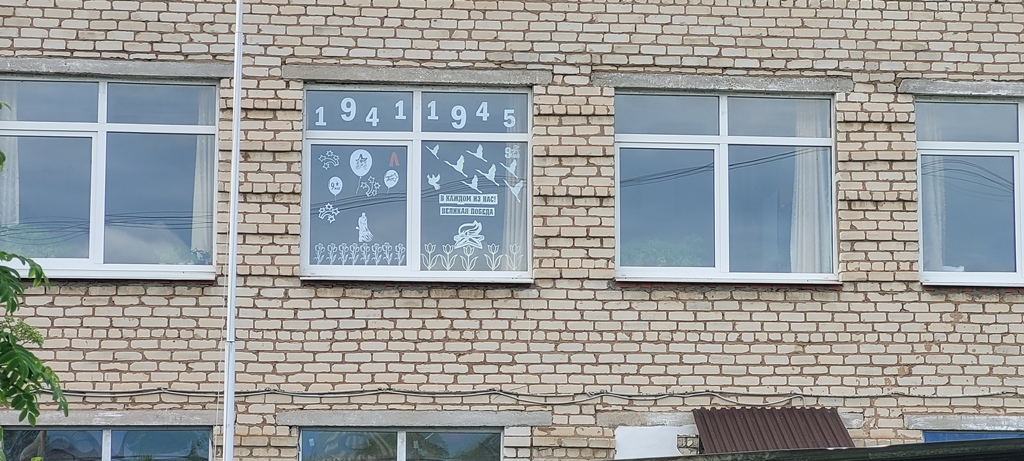 1941 1945
В КАЖДОМ ИЗ НАС!
ВЕЛИКАЯ ПОБЕДА